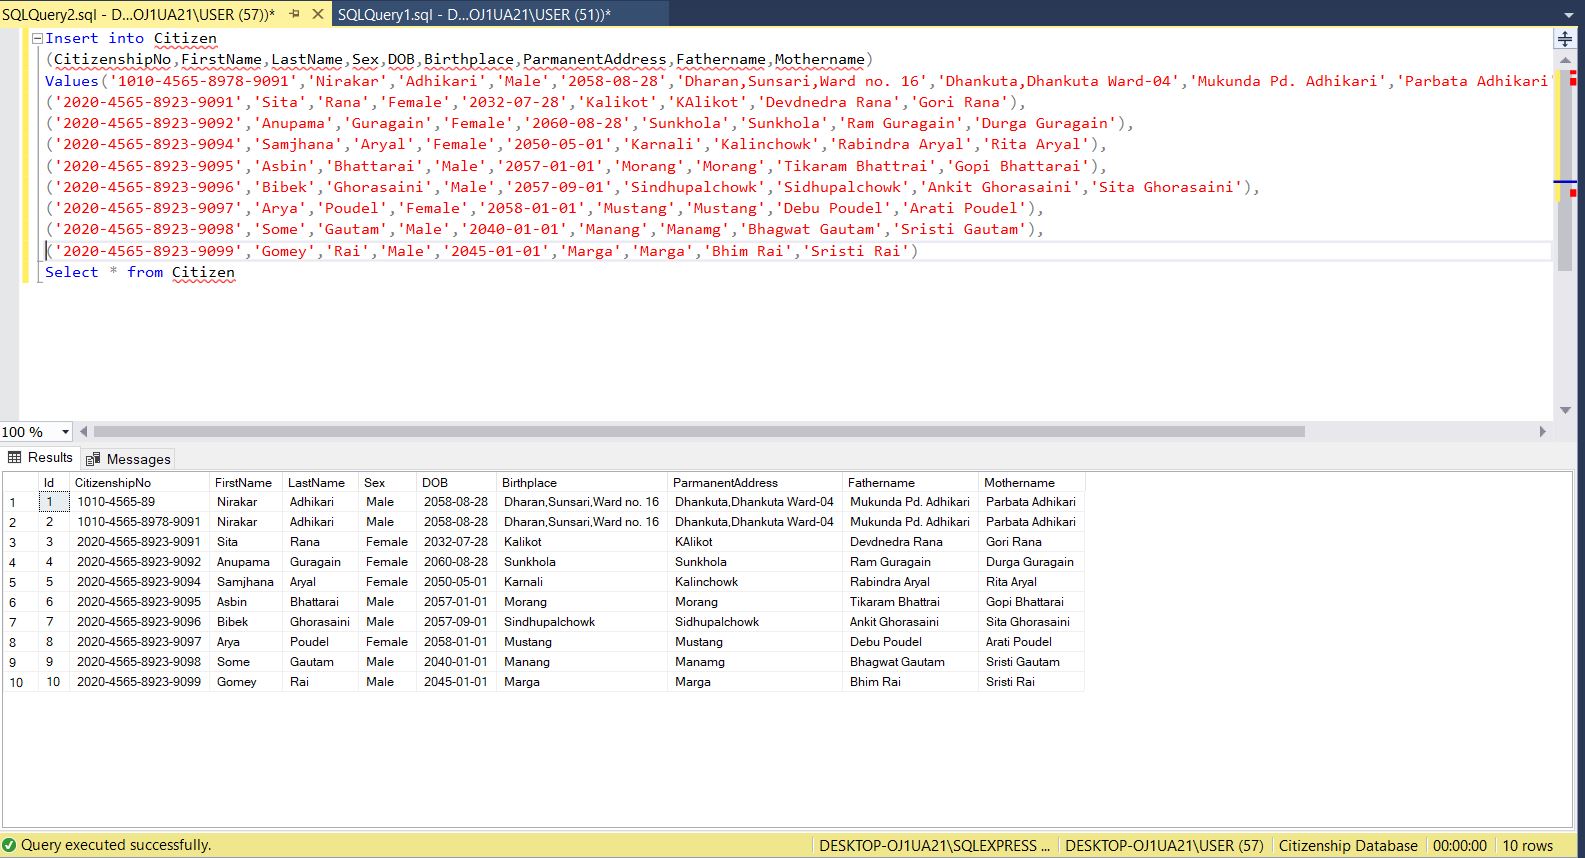 SQLQuery2.sql - D...OJ1UA21\USER (57))* SQLQuery1.sql - D...OJ1UA21\USER (51))*
Insert into Citizen
(CitizenshipNo,FirstName,LastName,Sex,DOB,Birthplace,ParmanentAddress,Fathername,Mothername)
Values('1010-4565-8978-9091','Nirakar','Adhikari','Male','2058-08-28','Dharan,Sunsari,Ward no. 16','Dhankuta,Dhankuta Ward-04','Mukunda Pd. Adhikari','Parbata Adhikari'
('2020-4565-8923-9091','Sita','Rana','Female','2032-07-28','Kalikot','KAlikot','Devdnedra Rana','Gori Rana'),
('2020-4565-8923-9092','Anupama','Guragain','Female','2060-08-28','Sunkhola','Sunkhola','Ram Guragain','Durga Guragain'),
('2020-4565-8923-9094','Samjhana','Aryal','Female','2050-05-01','Karnali','Kalinchowk','Rabindra Aryal','Rita Aryal'),
('2020-4565-8923-9095','Asbin','Bhattarai','Male','2057-01-01','Morang','Morang','Tikaram Bhattrai','Gopi Bhattarai'),
('2020-4565-8923-9096','Bibek','Ghorasaini','Male','2057-09-01','Sindhupalchowk','Sidhupalchowk','Ankit Ghorasaini','Sita Ghorasaini'),
('2020-4565-8923-9097','Arya','Poudel','Female','2058-01-01','Mustang','Mustang','Debu Poudel','Arati Poudel'),
('2020-4565-8923-9098','Some','Gautam','Male','2040-01-01','Manang','Manamg','Bhagwat Gautam','Sristi Gautam'),
('2020-4565-8923-9099','Gomey','Rai','Male','2045-01-01','Marga','Marga','Bhim Rai','Sristi Rai')
Select * from Citizen
100 %
Results Messages
Id CitizenshipNo FirstName LastName Sex DOB Birthplace ParmanentAddress Fathername Mothername
1 1 1010-4565-89 Nirakar Adhikari Male 2058-08-28 Dharan,Sunsari,Ward no. 16 Dhankuta,Dhankuta Ward-04 Mukunda Pd. Adhikari Parbata Adhikari
2 2 1010-4565-8978-9091 Nirakar Adhikari Male 2058-08-28 Dharan,Sunsari,Ward no. 16 Dhankuta,Dhankuta Ward-04 Mukunda Pd. Adhikari Parbata Adhikari
3 3 2020-4565-8923-9091 Sita Rana Female 2032-07-28 Kalikot KAlikot Devdnedra Rana Gori Rana
4 4 2020-4565-8923-9092 Anupama Guragain Female 2060-08-28 Sunkhola Sunkhola Ram Guragain Durga Guragain
5 5 2020-4565-8923-9094 Samjhana Aryal Female 2050-05-01 Karnali Kalinchowk Rabindra Aryal Rita Aryal
6 6 2020-4565-8923-9095 Asbin Bhattarai Male 2057-01-01 Morang Morang Tikaram Bhattrai Gopi Bhattarai
7 7 2020-4565-8923-9096 Bibek Ghorasaini Male 2057-09-01 Sindhupalchowk Sidhupalchowk Ankit Ghorasaini Sita Ghorasaini
8 8 2020-4565-8923-9097 Arya Poudel Female 2058-01-01 Mustang Mustang Debu Poudel Arati Poudel
9 9 2020-4565-8923-9098 Some Gautam Male 2040-01-01 Manang Manamg Bhagwat Gautam Sristi Gautam
10 10 2020-4565-8923-9099 Gomey Rai Male 2045-01-01 Marga Marga Bhim Rai Sristi Rai
Query executed successfully. DESKTOP-OJ1UA21\SQLEXPRESS ... DESKTOP-OJ1UA21\USER (57) Citizenship Database 00:00:00 10 rows